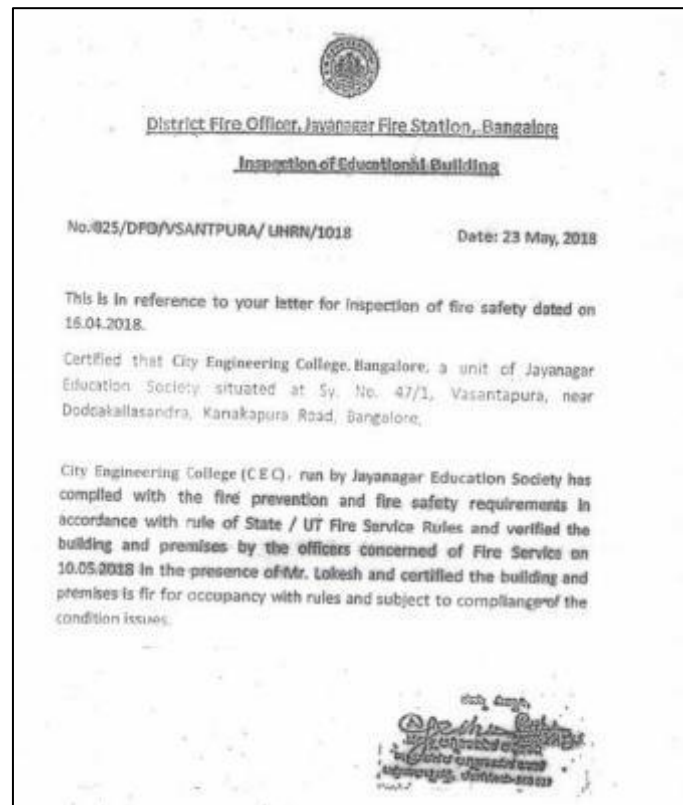 District Fire Officer, Jayanagar Fire Station, Bangalore
Inspection of Educational Building
No.025/DFO/VSANTPURA/ UHRN/1018 Date: 23 May, 2018
This is in reference to your letter for inspection of fire safety dated on
16.04.2018.
Certified that City Engineering College, Bangalore, a unit of Jayanagar
Education Society situated at Sy. No. 47/1, Vasantapura, near
Doddakallasandra, Kanakapura Road, Bangalore,
City Engineering College (C E C), run by Jayanagar Education Society has
complied with the fire prevention and fire safety requirements in
accordance with rule of State / UT Fire Service Rules and verified the
building and premises by the officers concerned of Fire Service on
10.05.2018 in the presence of Mr. Lokesh and certified the building and
premises is fir for occupancy with rules and subject to compliange of the
condition issues.